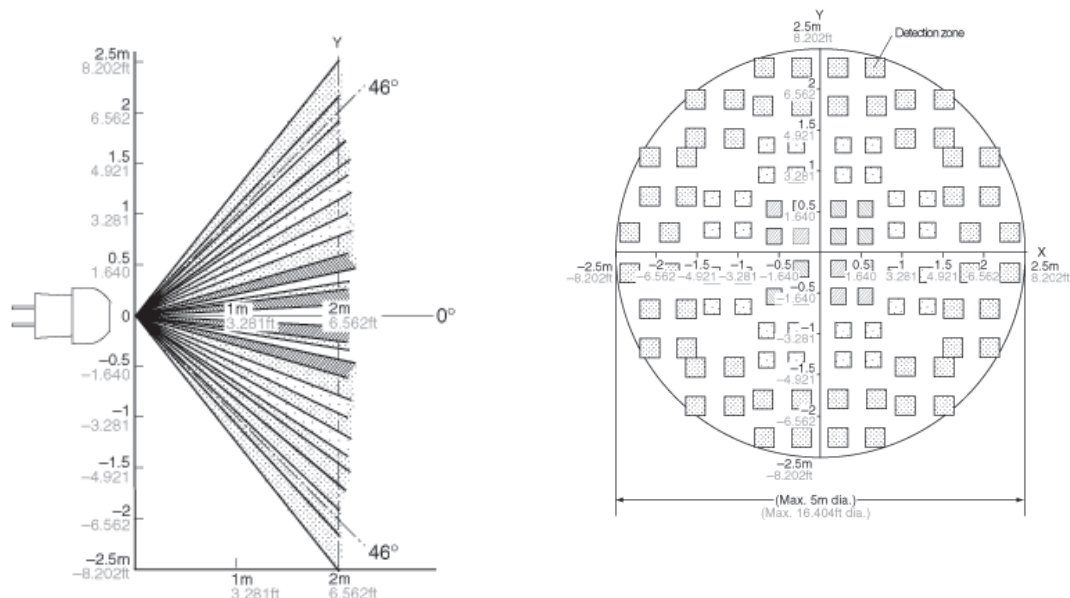 Y
2.5m
8.202ft
2
6.562
1.5
4.921
1
3.281
0.5
1.640
0
−0.5
−1.640
−1
−3.281
−1.5
−4.921
−2
−6.562
−2.5m
−8.202ft
46°
1m
3.281ft
2m
6.562ft
0°
46°
1m
3.281ft
2m
6.562ft
Y
2.5m
8.202ft
Detection zone
2
6.562
1.5
4.921
1
3.281
0.5
1.640
X
−2.5m −2 −1.5 −1 −0.5 0.5 1 1.5 2 2.5m
−8.202ft −6.562 −4.921 −3.281 −1.640 1.640 3.281 4.921 6.562 8.202ft
−0.5
−1.640
−1
−3.281
−1.5
−4.921
−2
−6.562
−2.5m
−8.202ft
(Max. 5m dia.)
(Max. 16.404ft dia.)